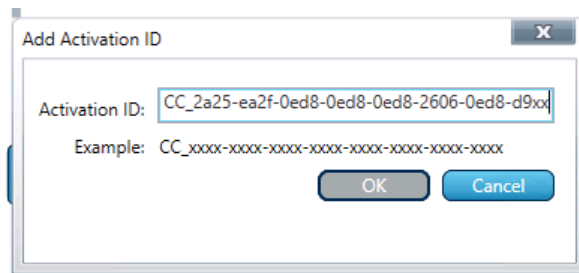 Add Activation ID
x
Activation ID: CC_2a25-ea2f-0ed8-0ed8-0ed8-2606-0ed8-d9xx
Example: CC_xxxx-xxxx-xxxx-xxxx-xxxx-xxxx-xxxx-xxxx
OK Cancel